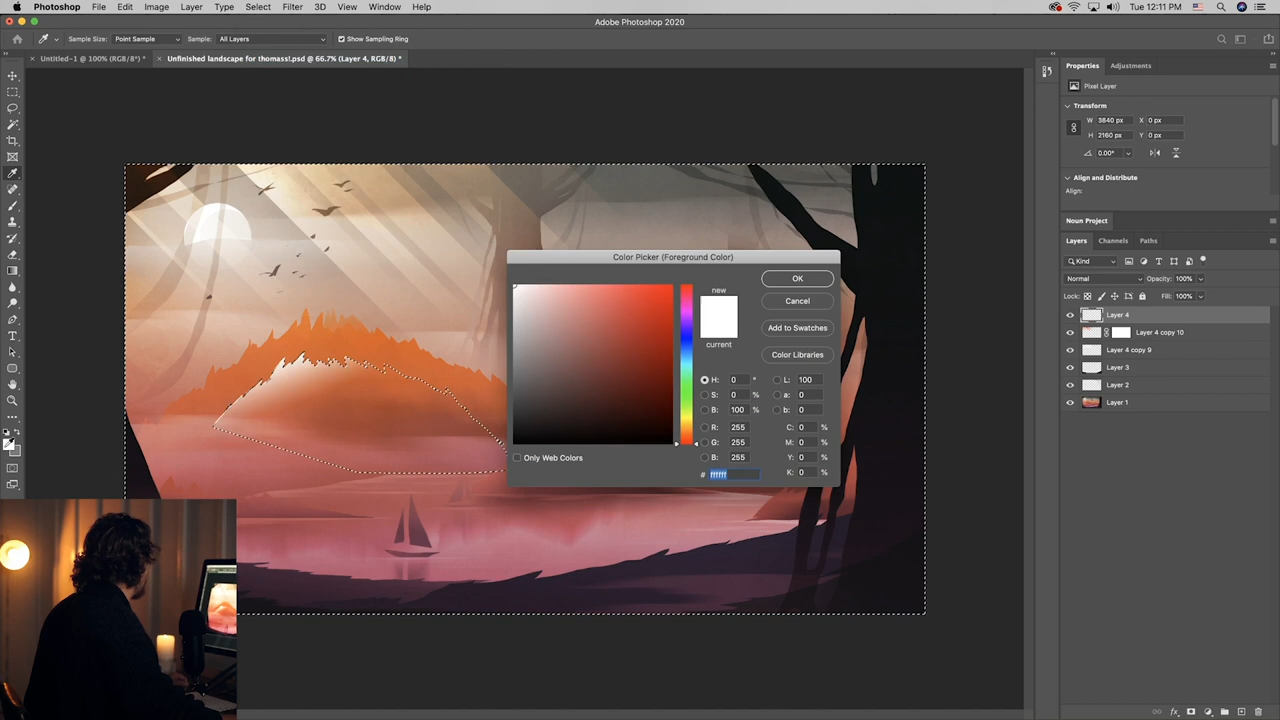 Photoshop File Edit Image Layer Type Select Filter 3D View Window Help Tue 12:11 PM
Adobe Photoshop 2020
Sample Size: Point Sample Sample: All Layers Show Sampling Ring
Untitled-1 @ 100% (RGB/8*) * Unfinished landscape for thomass!.psd @ 66.7% (Layer 4, RGB/8) *
Properties Adjustments
Pixel Layer
Transform
W 3840 px X 0 px
H 2160 px Y 0 px
0.00°
Align and Distribute
Align:
Noun Project
Layers Channels Paths
Kind
Normal Opacity: 100%
Lock: Fill: 100%
Layer 4
Layer 4 copy 10
Layer 4 copy 9
Layer 3
Layer 2
Layer 1
Color Picker (Foreground Color)
new
current
OK
Cancel
Add to Swatches
Color Libraries
H: 0 ° L: 100
S: 0 % a: 0
B: 100 % b: 0
R: 255 C: 0 %
G: 255 M: 0 %
B: 255 Y: 0 %
# ffffff K: 0 %
Only Web Colors
fx